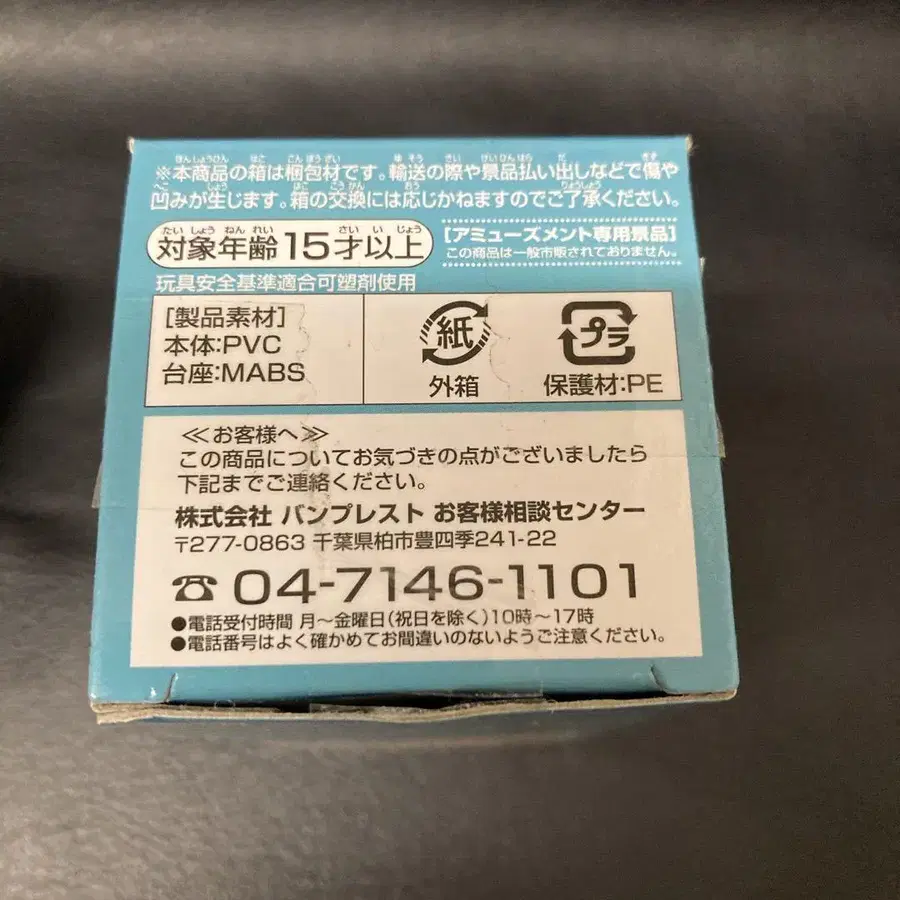 ※本商品の箱は梱包材です。輸送の際や景品払い出しなどで傷や
凹みが生じます。箱の交換には応じかねますのでご了承ください。
対象年齢15才以上
[アミューズメント専用景品]
この商品は一般市販されておりません。
玩具安全基準適合可塑剤使用
[製品素材]
本体:PVC
台座:MABS
紙
外箱
プラ
保護材:PE
≪お客様へ≫
この商品についてお気づきの点がございましたら
下記までご連絡ください。
株式会社 バンプレスト お客様相談センター
〒277-0863 千葉県柏市豊四季241-22
☎ 04-7146-1101
●電話受付時間 月〜金曜日(祝日を除く)10時〜17時
●電話番号はよく確かめてお間違いのないようご注意ください。